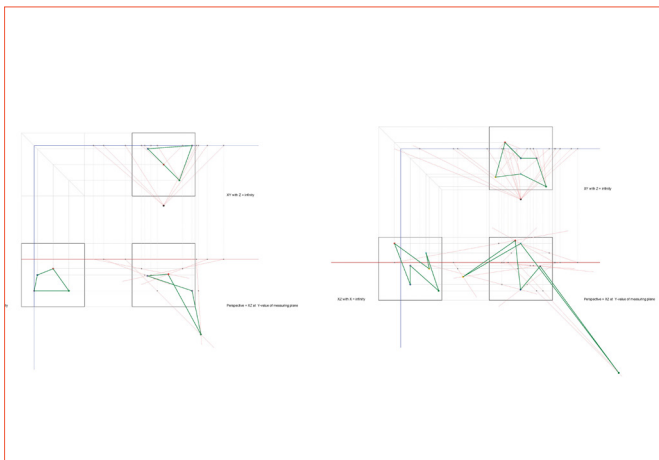 XY with Z = infinity
XY with Z = infinity
XZ with X = infinity
Perspective = XZ at Y-value of measuring plane
Perspective = XZ at Y-value of measuring plane